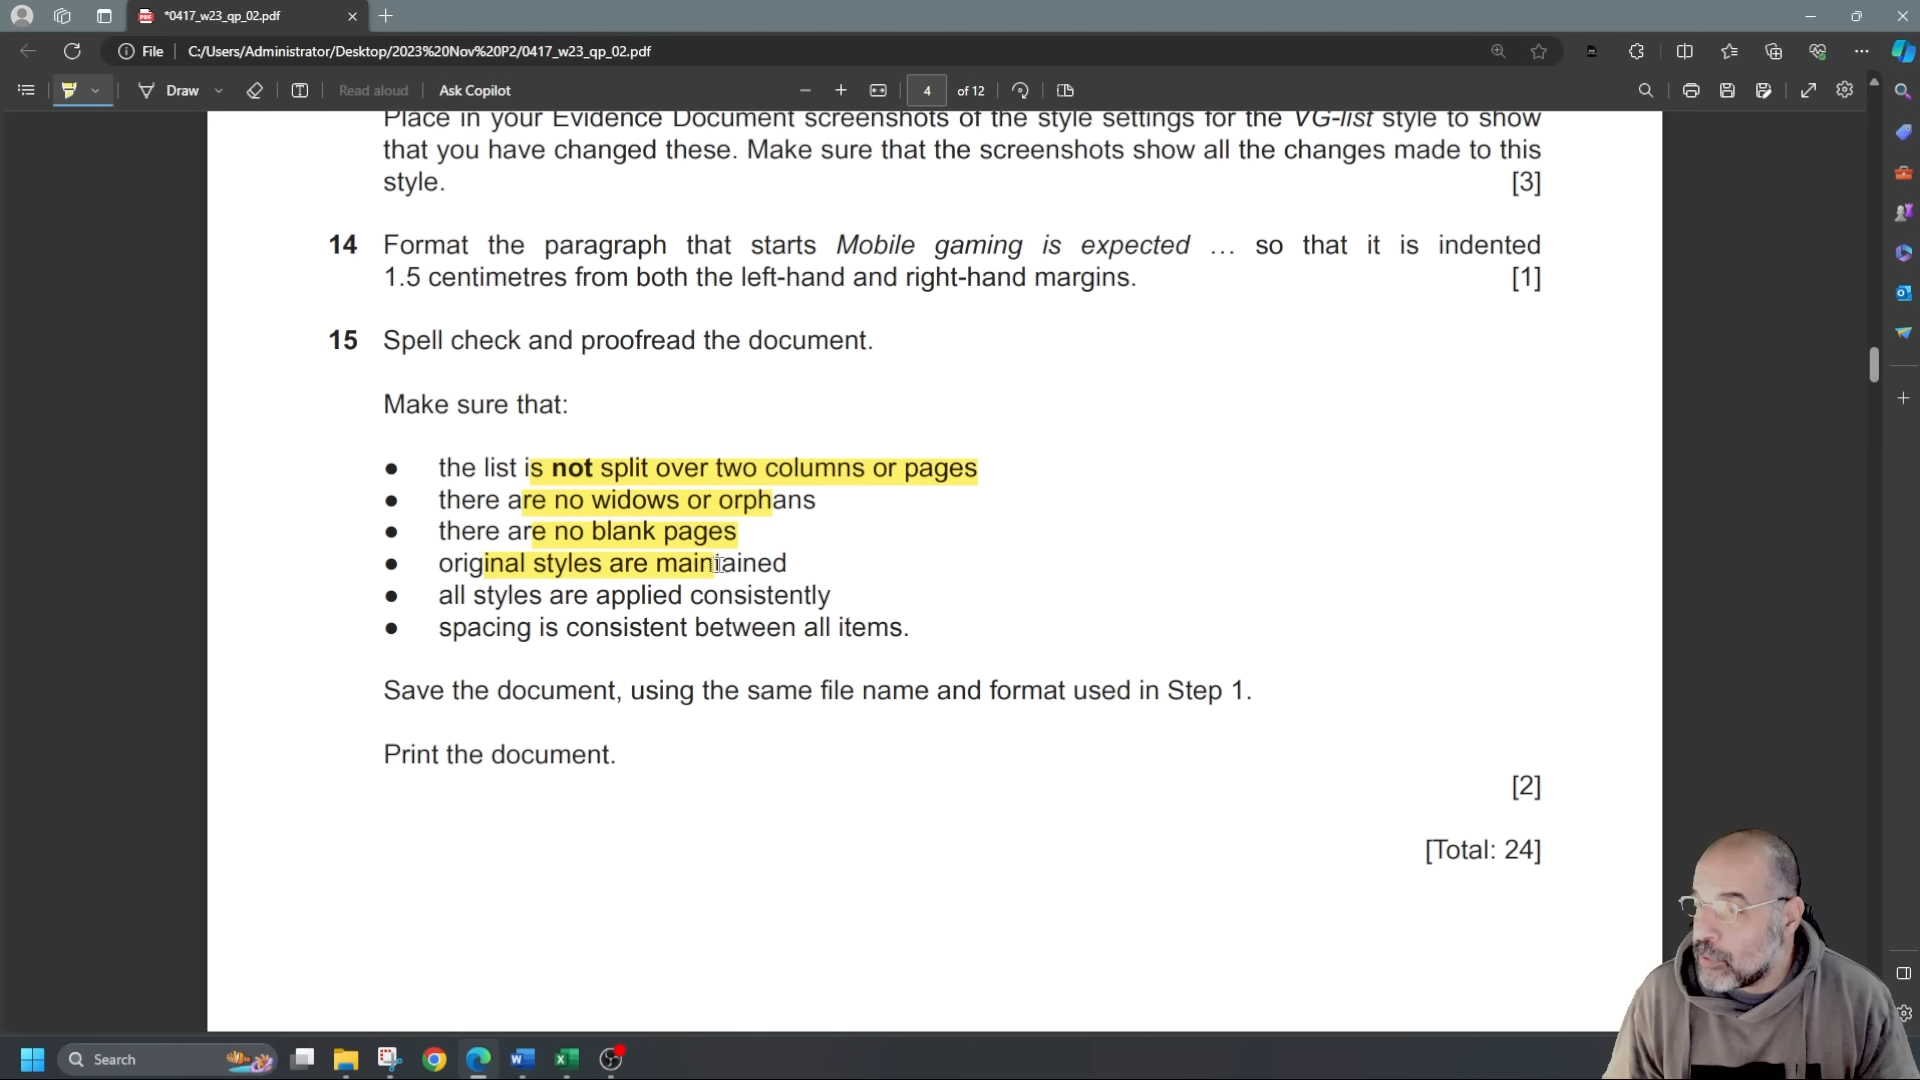 *0417_w23_qp_02.pdf
File
C:/Users/Administrator/Desktop/2023%20Nov%20P2/0417_w23_qp_02.pdf
Draw
Read aloud
Ask Copilot
4
of 12
Place in your Evidence Document screenshots of the style settings for the VG-list style to show
that you have changed these. Make sure that the screenshots show all the changes made to this
style. [3]
14 Format the paragraph that starts Mobile gaming is expected … so that it is indented
1.5 centimetres from both the left-hand and right-hand margins. [1]
15 Spell check and proofread the document.
Make sure that:
● the list is not split over two columns or pages
● there are no widows or orphans
● there are no blank pages
● original styles are maintained
● all styles are applied consistently
● spacing is consistent between all items.
Save the document, using the same file name and format used in Step 1.
Print the document.
[2]
[Total: 24]
Search